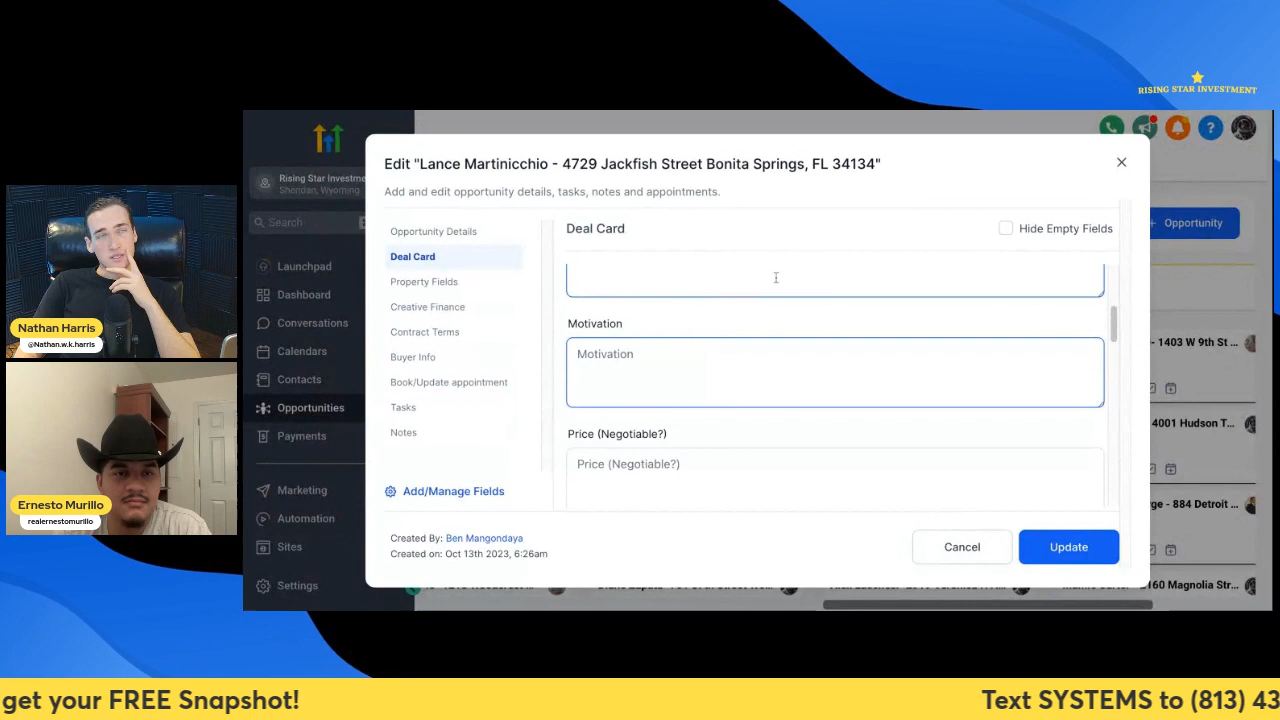 RISING STAR INVESTMENT
Nathan Harris
@Nathan.w.k.harris
Ernesto Murillo
realernestomurillo
Rising Star Investme
Sheridan, Wyoming
Search
Launchpad
Dashboard
Conversations
Calendars
Contacts
Opportunities
Payments
Marketing
Automation
Sites
Settings
Edit "Lance Martinicchio - 4729 Jackfish Street Bonita Springs, FL 34134"
Add and edit opportunity details, tasks, notes and appointments.
Opportunity Details
Deal Card
Property Fields
Creative Finance
Contract Terms
Buyer Info
Book/Update appointment
Tasks
Notes
Add/Manage Fields
Deal Card
Hide Empty Fields
Motivation
Motivation
Price (Negotiable?)
Price (Negotiable?)
Created By: Ben Mangondaya
Created on: Oct 13th 2023, 6:26am
Cancel
Update
Opportunity
- 1403 W 9th St ...
4001 Hudson T...
rge - 884 Detroit ...
160 Magnolia Str...
get your FREE Snapshot!
Text SYSTEMS to (813) 43